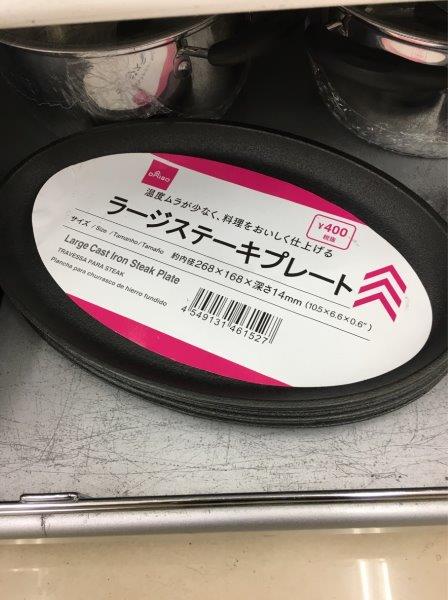 DAISO
温度ムラが少なく、料理をおいしく仕上げる
¥400
税抜
ラージステーキプレート
サイズ / Size / Tamanho / Tamaño 約内径268×168×深さ14mm (10.5×6.6×0.6")
Large Cast Iron Steak Plate
TRAVESSA PARA STEAK
Plancha para churrasco de hierro fundido
4 549131 461527